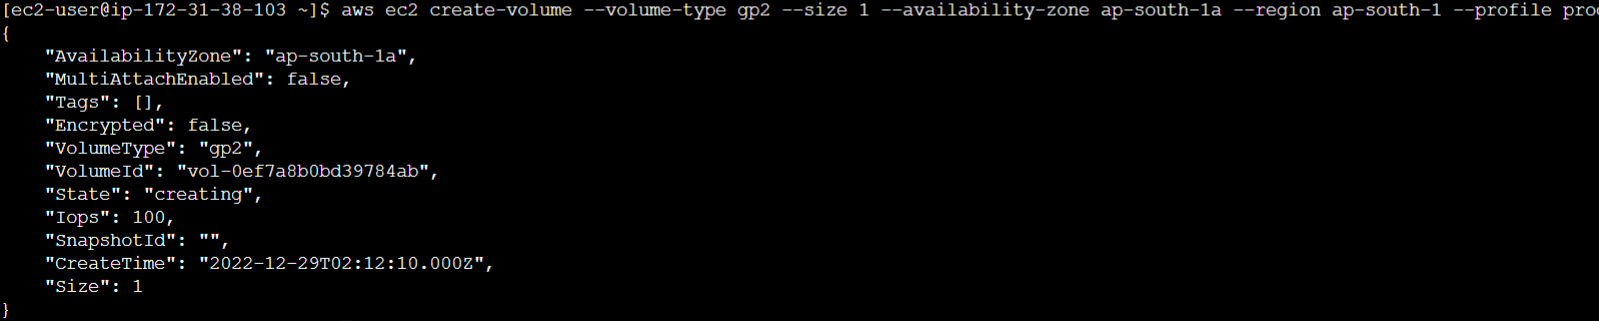 [ec2-user@ip-172-31-38-103 ~]$ aws ec2 create-volume --volume-type gp2 --size 1 --availability-zone ap-south-1a --region ap-south-1 --profile
{
    "AvailabilityZone": "ap-south-1a",
    "MultiAttachEnabled": false,
    "Tags": [],
    "Encrypted": false,
    "VolumeType": "gp2",
    "VolumeId": "vol-0ef7a8b0bd39784ab",
    "State": "creating",
    "Iops": 100,
    "SnapshotId": "",
    "CreateTime": "2022-12-29T02:12:10.000Z",
    "Size": 1
}